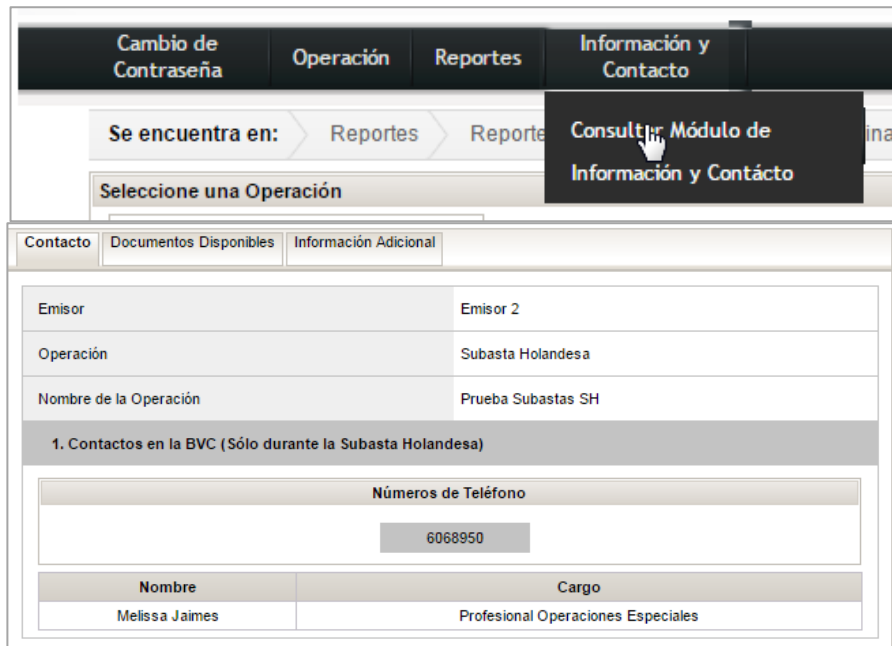 Cambio de
Contraseña
Operación
Reportes
Información y
Contacto
Se encuentra en:
Reportes
Reporte
Consultar Módulo de
Información y Contácto
Seleccione una Operación
Contacto
Documentos Disponibles
Información Adicional
Emisor
Emisor 2
Operación
Subasta Holandesa
Nombre de la Operación
Prueba Subastas SH
1. Contactos en la BVC (Sólo durante la Subasta Holandesa)
Números de Teléfono
6068950
Nombre
Cargo
Melissa Jaimes
Profesional Operaciones Especiales